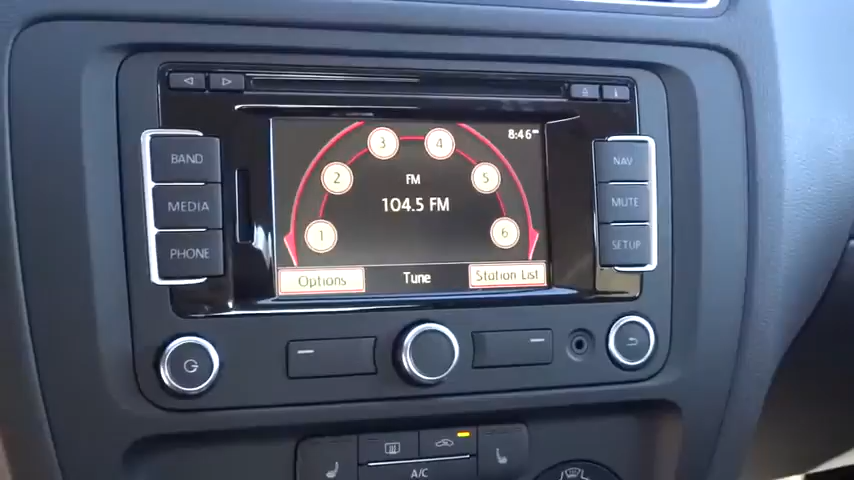 8:46
3 4
2 FM 5
104.5 FM
1 6
Options Tune Station List
BAND
MEDIA
PHONE
NAV
MUTE
SETUP
A/C